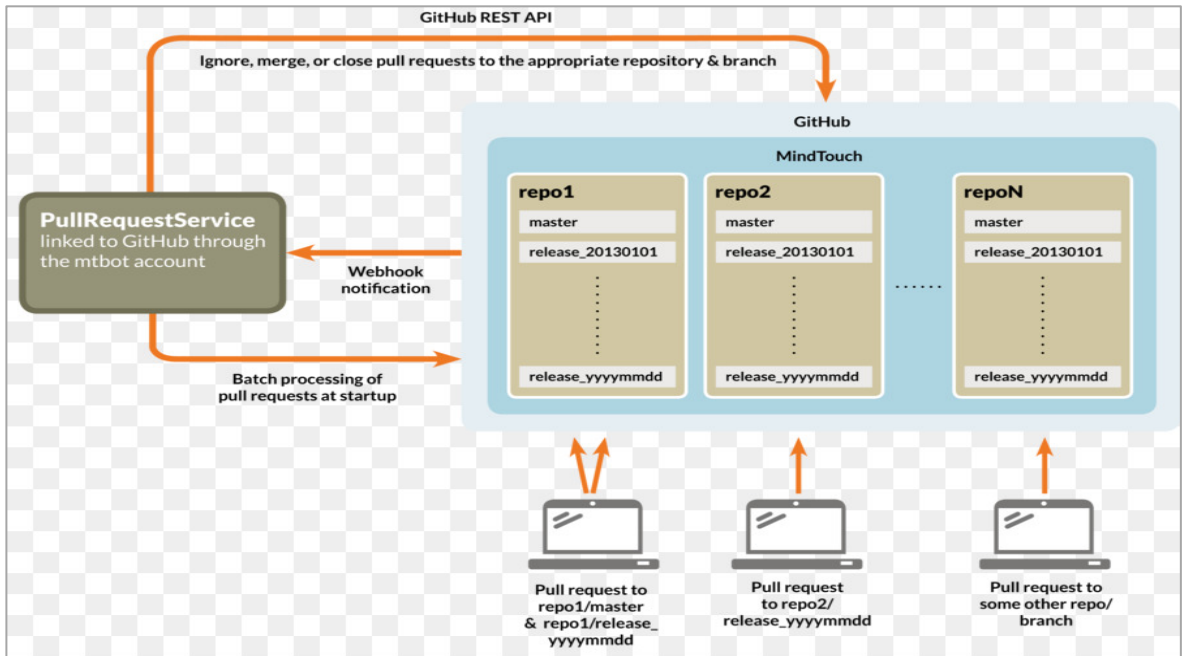 GitHub REST API
Ignore, merge, or close pull requests to the appropriate repository & branch
GitHub
MindTouch
repo1
master
release_20130101
release_yyyymmdd
repo2
master
release_20130101
release_yyyymmdd
repoN
master
release_20130101
release_yyyymmdd
PullRequestService
linked to GitHub through
the mtbot account
Webhook
notification
Batch processing of
pull requests at startup
Pull request to
repo1/master
& repo1/release_
yyyymmdd
Pull request
to repo2/
release_yyyymmdd
Pull request to
some other repo/
branch